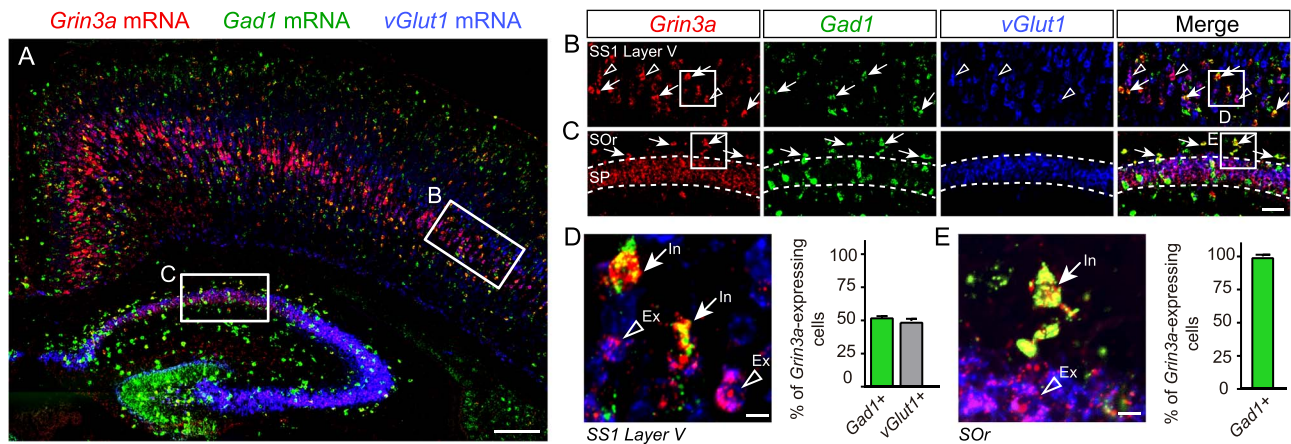 Grin3a mRNA Gad1 mRNA vGlut1 mRNA
A
B
C
Grin3a Gad1 vGlut1 Merge
B
SS1 Layer V
D
C
SOr
SP
E
D
In
In
Ex
Ex
SS1 Layer V
% of Grin3a-expressing
cells
100
75
50
25
0
Gad1+
vGlut1+
E
In
Ex
SOr
% of Grin3a-expressing
cells
100
75
50
25
0
Gad1+